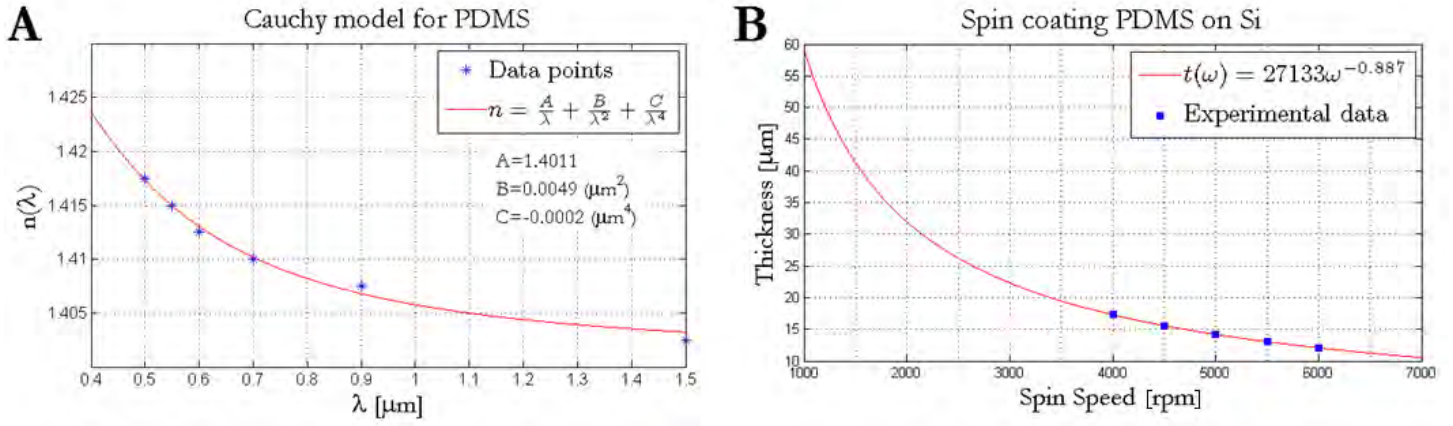 A
Cauchy model for PDMS
n(λ)
1.425
1.42
1.415
1.41
1.405
Data points
n = A/λ + B/λ² + C/λ⁴
A=1.4011
B=0.0049 (μm²)
C=-0.0002 (μm⁴)
0.4 0.5 0.6 0.7 0.8 0.9 1 1.1 1.2 1.3 1.4 1.5
λ [μm]
B
Spin coating PDMS on Si
Thickness [μm]
60
55
50
45
40
35
30
25
20
15
10
t(ω) = 27133ω^−0.887
Experimental data
1000 2000 3000 4000 5000 6000 7000
Spin Speed [rpm]